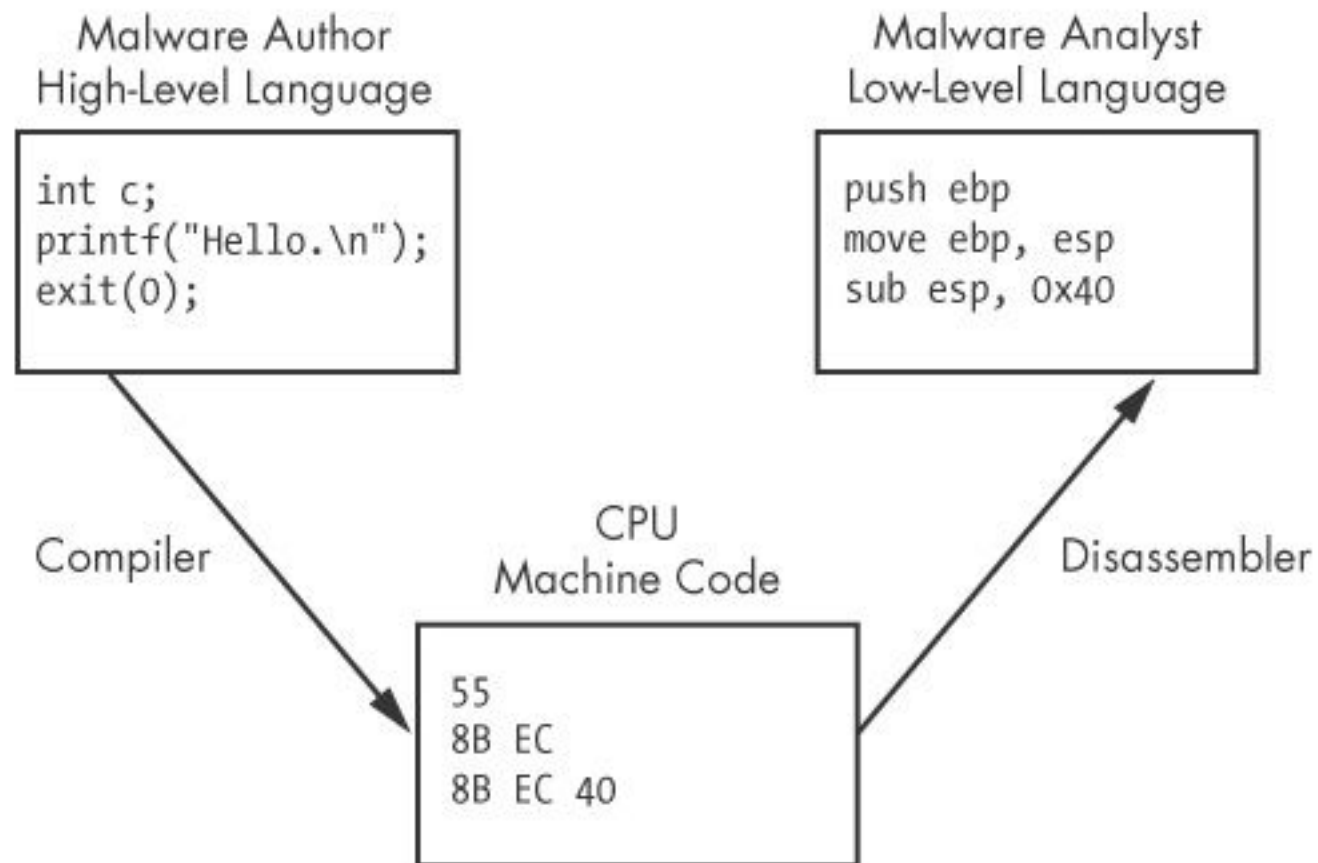 Malware Author
High-Level Language
int c;
printf("Hello.\n");
exit(0);
Malware Analyst
Low-Level Language
push ebp
move ebp, esp
sub esp, 0x40
Compiler
CPU
Machine Code
Disassembler
55
8B EC
8B EC 40